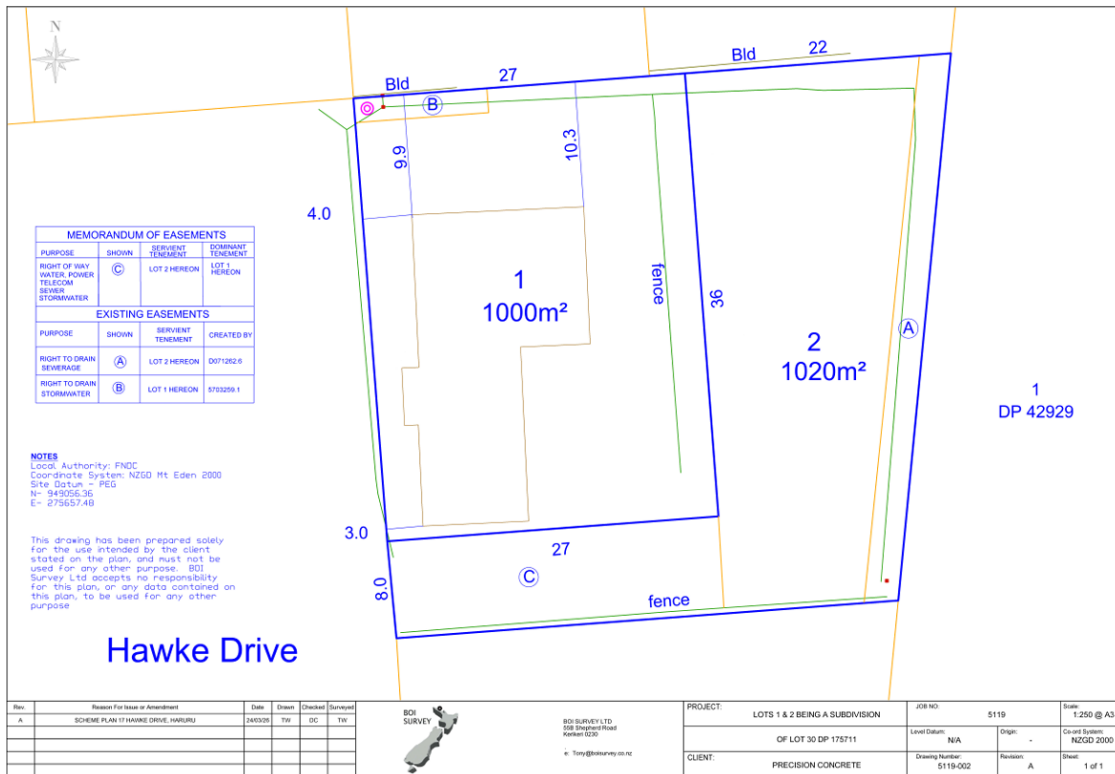 N
Bld
27
Bld
22
B
9.9
10.3
4.0
MEMORANDUM OF EASEMENTS
PURPOSE SHOWN SERVIENT TENEMENT DOMINANT TENEMENT
RIGHT OF WAY
WATER, POWER
TELECOM
SEWER
STORMWATER
C
LOT 2 HEREON
LOT 1
HEREON
EXISTING EASEMENTS
PURPOSE SHOWN SERVIENT TENEMENT CREATED BY
RIGHT TO DRAIN
SEWERAGE
A
LOT 2 HEREON
D071262.6
RIGHT TO DRAIN
STORMWATER
B
LOT 1 HEREON
5703259.1
1
1000m²
fence
36
2
1020m²
A
1
DP 42929
NOTES
Local Authority: FNDC
Coordinate System: NZGD Mt Eden 2000
Site Datum - PEG
N- 949056.36
E- 275657.48
This drawing has been prepared solely
for the use intended by the client
stated on the plan, and must not be
used for any other purpose. BOI
Survey Ltd accepts no responsibility
for this plan, or any data contained on
this plan, to be used for any other
purpose
3.0
27
8.0
C
fence
Hawke Drive
Rev. Reason For Issue or Amendment Date Drawn Checked Surveyed
A SCHEME PLAN 17 HAWKE DRIVE, HARURU 24/03/26 TW DC TW
BOI
SURVEY
BOI SURVEY LTD
55B Shepherd Road
Kerikeri 0230
e: Tony@boisurvey.co.nz
PROJECT:
LOTS 1 & 2 BEING A SUBDIVISION
OF LOT 30 DP 175711
CLIENT:
PRECISION CONCRETE
JOB NO:
5119
Scale:
1:250 @ A3
Level Datum:
N/A
Origin:
-
Co-ord System:
NZGD 2000
Drawing Number:
5119-002
Revision:
A
Sheet:
1 of 1